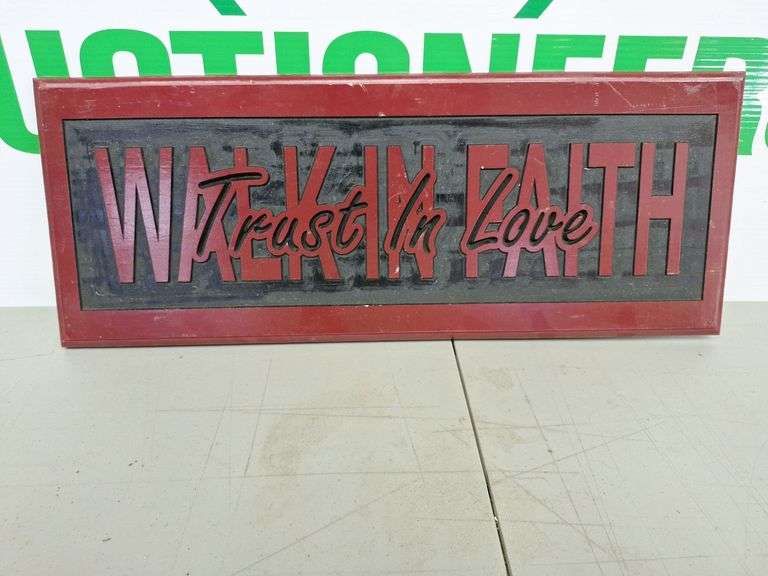 WALK IN FAITH
Trust In Love